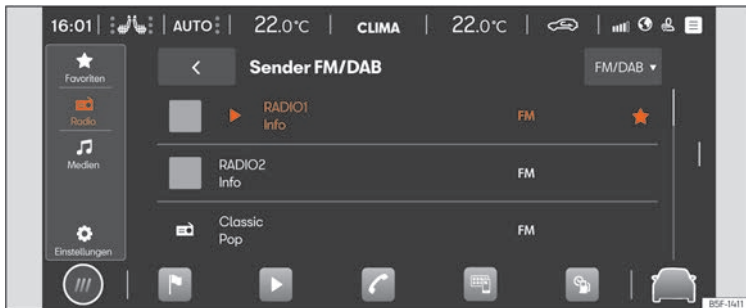 16:01 AUTO 22.0°C CLIMA 22.0°C
Favoriten
Radio
Medien
Einstellungen
Sender FM/DAB FM/DAB
RADIO1 FM
Info
RADIO2 FM
Info
Classic FM
Pop
B5F-1411